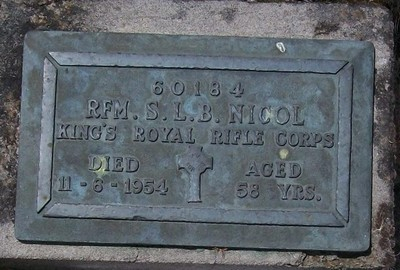 60184
RFM. S. L. B. NICOL
KING'S ROYAL RIFLE CORPS
DIED AGED
11-6-1954 58 YRS.